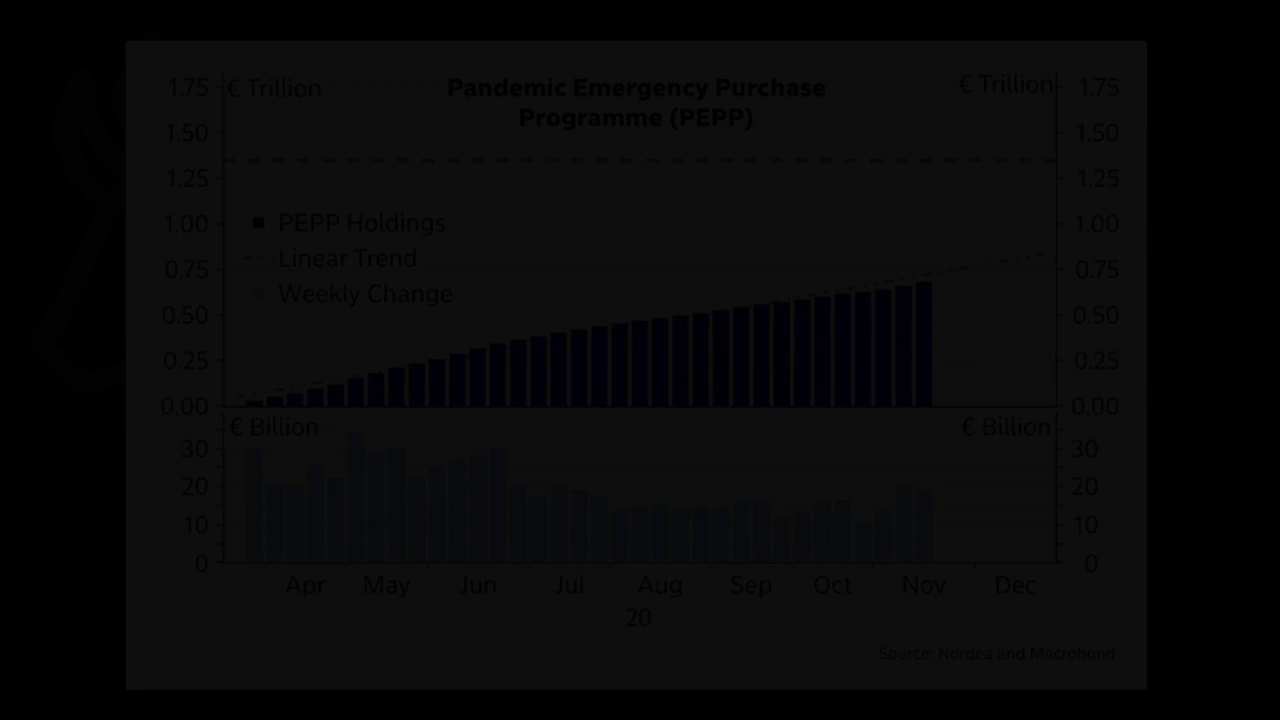 Pandemic Emergency Purchase
Programme (PEPP)
€ Trillion
€ Trillion
1.75
1.50
1.25
1.00
0.75
0.50
0.25
0.00
1.75
1.50
1.25
1.00
0.75
0.50
0.25
0.00
PEPP Holdings
Linear Trend
Weekly Change
€ Billion
€ Billion
30
20
10
0
30
20
10
0
Apr May Jun Jul Aug Sep Oct Nov Dec
20
Source: Nordea and Macrobond